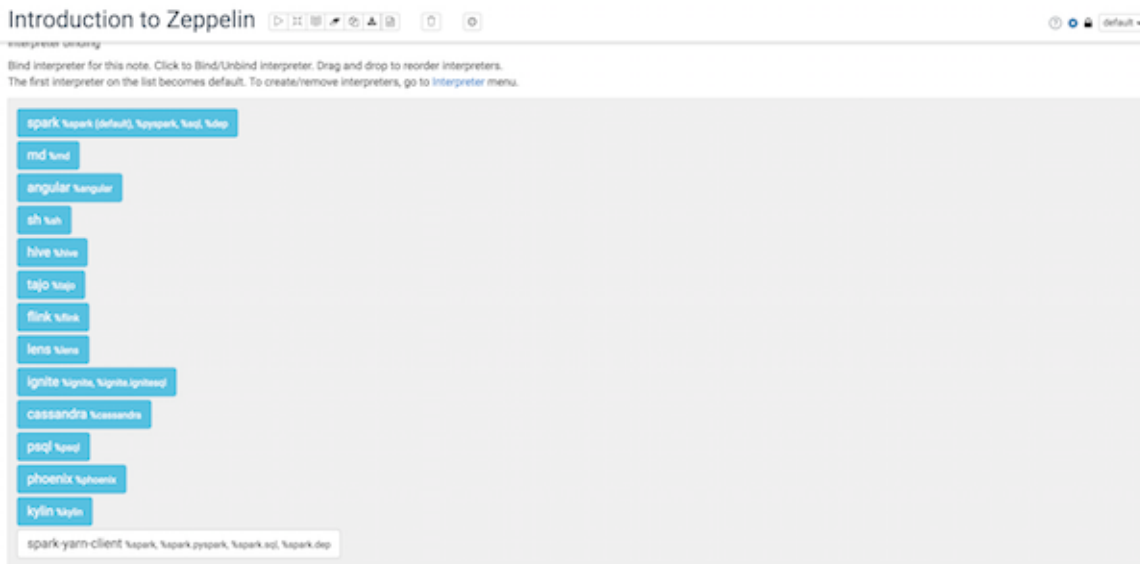 Introduction to Zeppelin
default
Interpreter binding
Bind interpreter for this note. Click to Bind/Unbind interpreter. Drag and drop to reorder interpreters.
The first interpreter on the list becomes default. To create/remove interpreters, go to Interpreter menu.
spark %spark (default), %pyspark, %sql, %dep
md %md
angular %angular
sh %sh
hive %hive
tajo %tajo
flink %flink
lens %lens
ignite %ignite, %ignite.ignitesql
cassandra %cassandra
psql %psql
phoenix %phoenix
kylin %kylin
spark-yarn-client %spark, %spark.pyspark, %spark.sql, %spark.dep